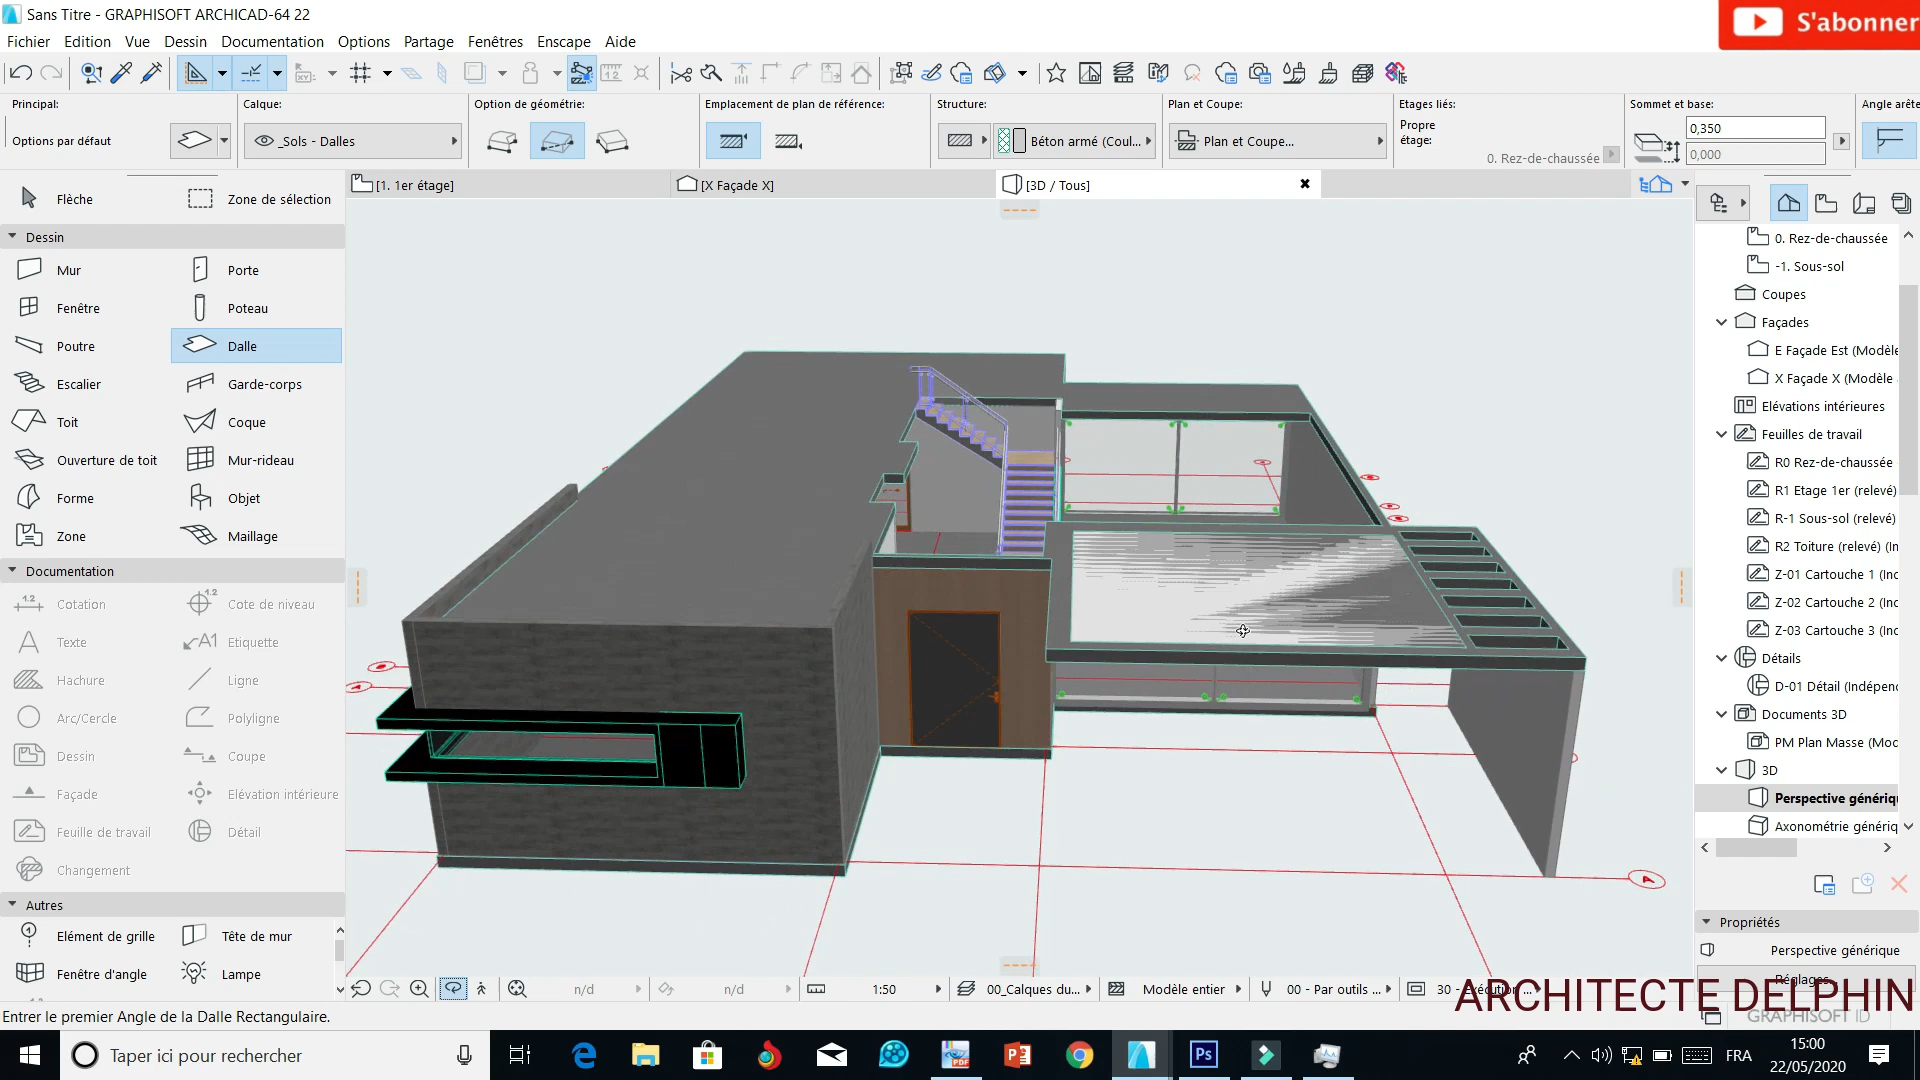 Sans Titre - GRAPHISOFT ARCHICAD-64 22
S'abonner
Fichier Edition Vue Dessin Documentation Options Partage Fenêtres Enscape Aide
Principal: Calque: Option de géométrie: Emplacement de plan de référence: Structure: Plan et Coupe: Etages liés: Sommet et base: Angle arête
Options par défaut _Sols - Dalles Béton armé (Coul... Plan et Coupe... Propre étage: 0. Rez-de-chaussée 0,350 0,000
[1. 1er étage] [X Façade X] [3D / Tous]
Flèche Zone de sélection
Dessin
Mur Porte
Fenêtre Poteau
Poutre Dalle
Escalier Garde-corps
Toit Coque
Ouverture de toit Mur-rideau
Forme Objet
Zone Maillage
Documentation
Cotation Cote de niveau
Texte Etiquette
Hachure Ligne
Arc/Cercle Polyligne
Dessin Coupe
Façade Elévation intérieure
Feuille de travail Détail
Changement
Autres
Elément de grille Tête de mur
Fenêtre d'angle Lampe
0. Rez-de-chaussée
-1. Sous-sol
Coupes
Façades
E Façade Est (Modèle
X Façade X (Modèle
Elévations intérieures
Feuilles de travail
R0 Rez-de-chaussée
R1 Etage 1er (relevé)
R-1 Sous-sol (relevé)
R2 Toiture (relevé) (In
Z-01 Cartouche 1 (Inc
Z-02 Cartouche 2 (Inc
Z-03 Cartouche 3 (Inc
Détails
D-01 Détail (Indépen
Documents 3D
PM Plan Masse (Mod
3D
Perspective génériq
Axonométrie génériq
Propriétés
Perspective générique
Réglages...
n/d n/d 1:50 00_Calques du... Modèle entier 00 - Par outils ... 30 - Exécution ...
ARCHITECTE DELPHIN
GRAPHISOFT ID
Entrer le premier Angle de la Dalle Rectangulaire.
Taper ici pour rechercher
FRA
15:00
22/05/2020